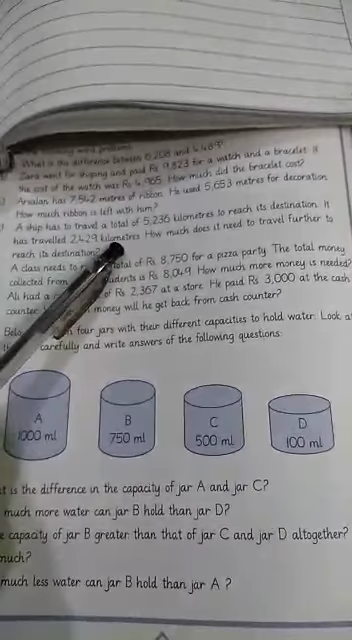 What is the difference between 8,208 and 4,489?
Zara went for shopping and paid Rs 9,823 for a watch and a bracelet. If
the cost of the watch was Rs 4,965. How much did the bracelet cost?
Arsalan has 7,542 metres of ribbon. He used 5,653 metres for decoration.
How much ribbon is left with him?
A ship has to travel a total of 5,236 kilometres to reach its destination. It
has travelled 2,429 kilometres How much does it need to travel further to
reach its destination?
A class needs to total of Rs 8,750 for a pizza party. The total money
collected from students is Rs 8,049. How much more money is needed?
Ali had a of Rs 2,367 at a store. He paid Rs 3,000 at the cash
counter. money will he get back from cash counter?
four jars with their different capacities to hold water. Look at
carefully and write answers of the following questions.
A B C D
1000 ml 750 ml 500 ml 100 ml
is the difference in the capacity of jar A and jar C?
much more water can jar B hold than jar D?
capacity of jar B greater than that of jar C and jar D altogether?
much?
much less water can jar B hold than jar A ?